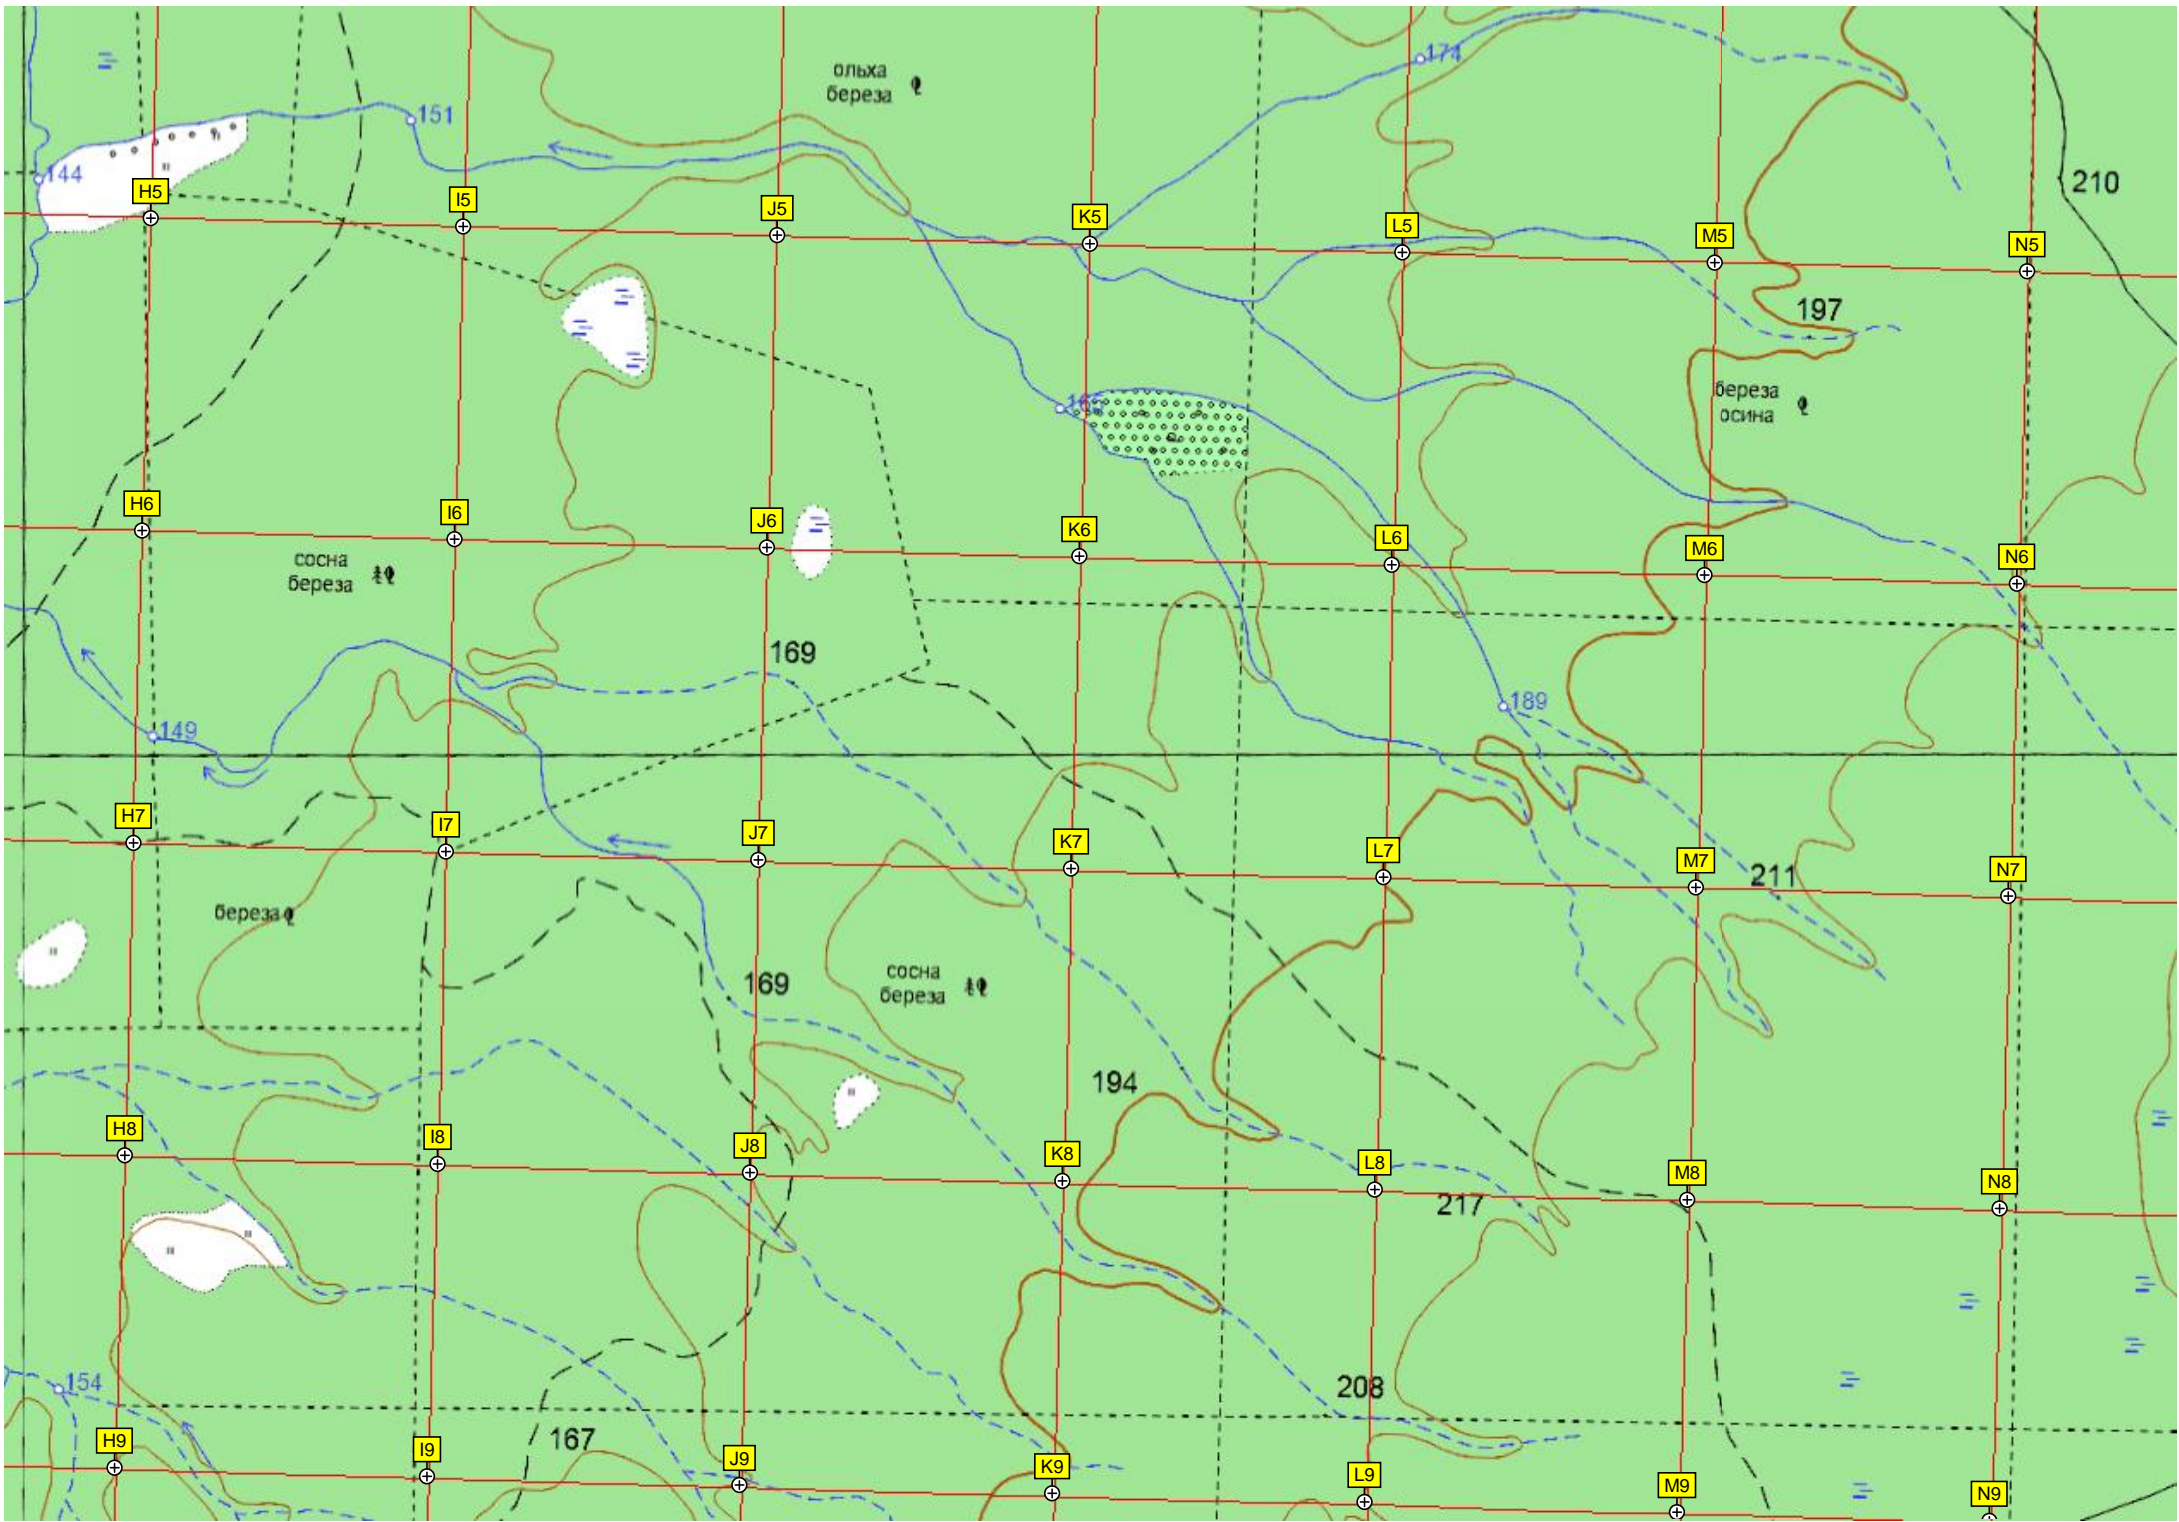 174
ольха
береза
151
144
H5
I5
J5
K5
L5
M5
N5
210
197
береза
осина
165
H6
I6
J6
K6
L6
M6
N6
сосна
береза
169
189
149
H7
I7
J7
K7
L7
M7
N7
211
береза
169
сосна
береза
194
H8
I8
J8
K8
L8
M8
N8
217
154
208
167
H9
I9
J9
K9
L9
M9
N9